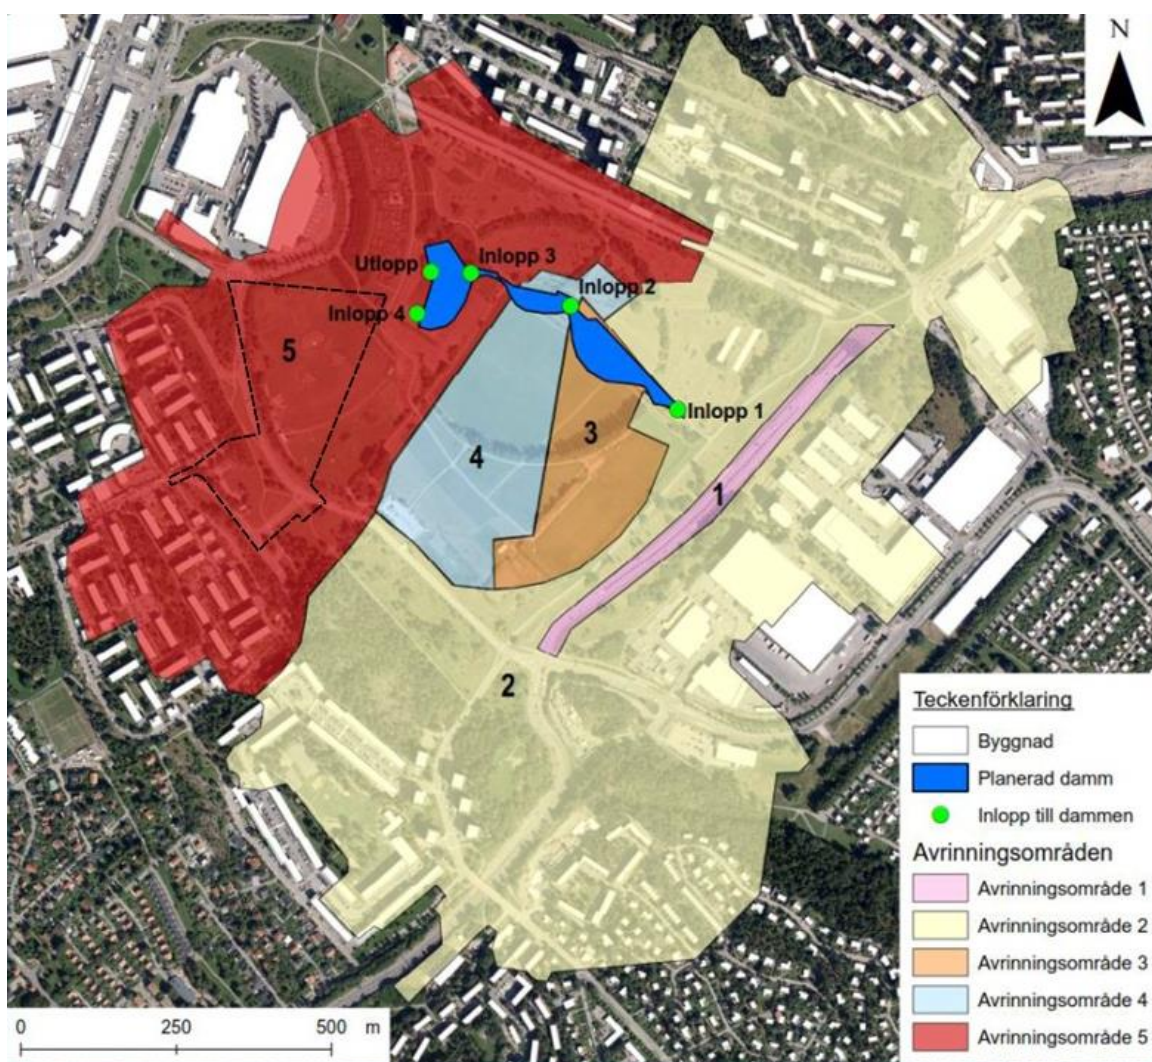 N
Utlopp
Inlopp 3
Inlopp 2
Inlopp 4
5
Inlopp 1
3
4
1
2
Teckenförklaring
Byggnad
Planerad damm
Inlopp till dammen
Avrinningsområden
Avrinningsområde 1
Avrinningsområde 2
Avrinningsområde 3
Avrinningsområde 4
Avrinningsområde 5
0 250 500 m